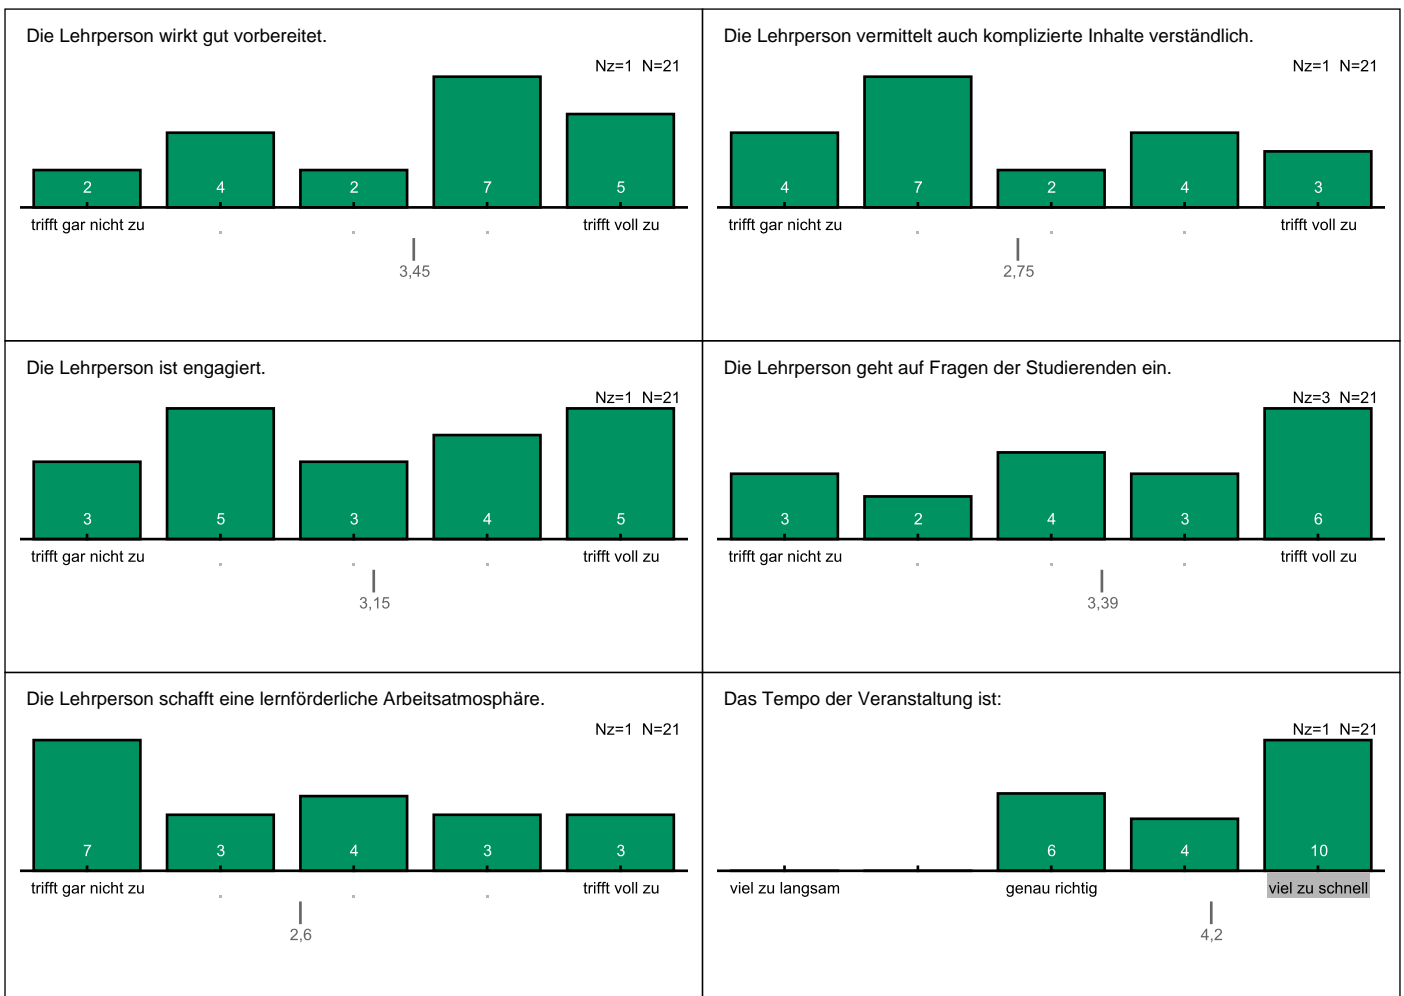 Die Lehrperson wirkt gut vorbereitet.
Nz=1 N=21
2 4 2 7 5
trifft gar nicht zu . . . trifft voll zu
3,45
Die Lehrperson vermittelt auch komplizierte Inhalte verständlich.
Nz=1 N=21
4 7 2 4 3
trifft gar nicht zu . . . trifft voll zu
2,75
Die Lehrperson ist engagiert.
Nz=1 N=21
3 5 3 4 5
trifft gar nicht zu . . . trifft voll zu
3,15
Die Lehrperson geht auf Fragen der Studierenden ein.
Nz=3 N=21
3 2 4 3 6
trifft gar nicht zu . . . trifft voll zu
3,39
Die Lehrperson schafft eine lernförderliche Arbeitsatmosphäre.
Nz=1 N=21
7 3 4 3 3
trifft gar nicht zu . . . trifft voll zu
2,6
Das Tempo der Veranstaltung ist:
Nz=1 N=21
6 4 10
viel zu langsam genau richtig viel zu schnell
4,2